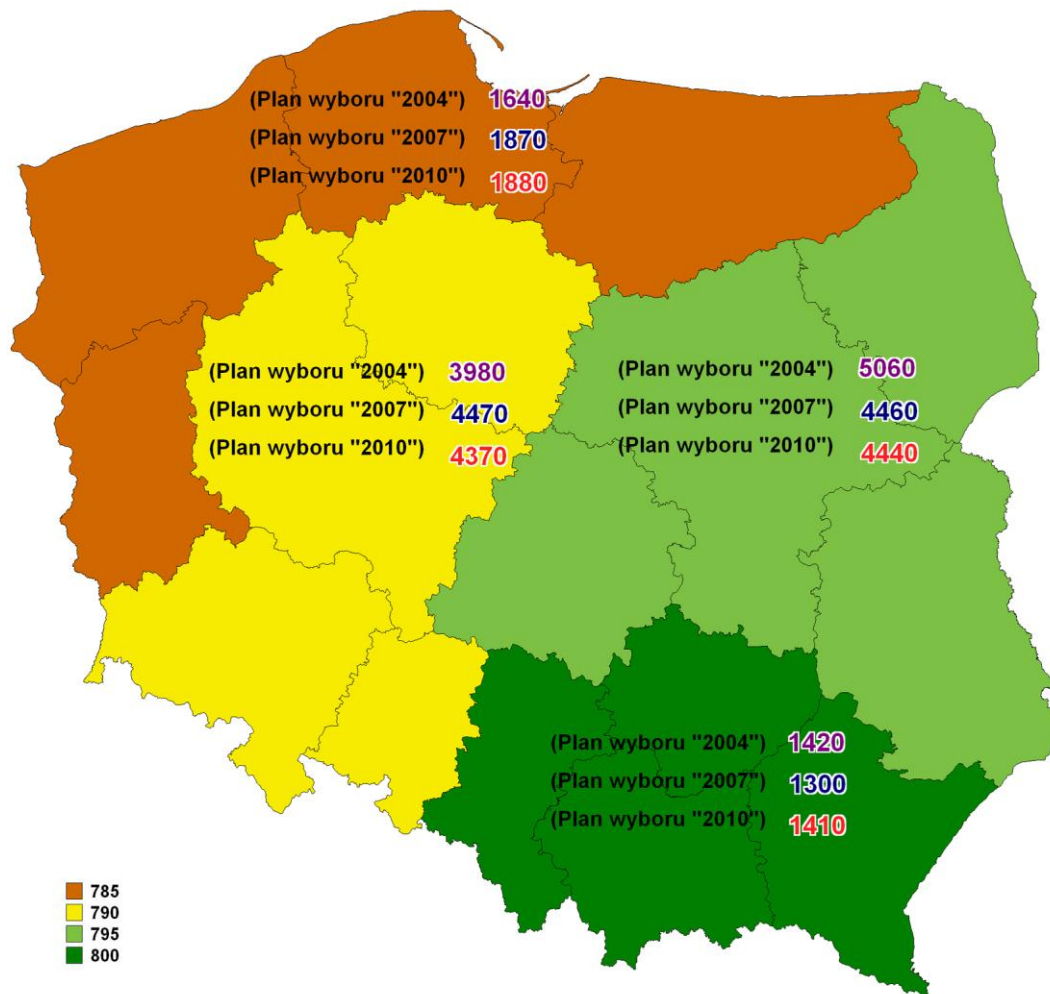 (Plan wyboru "2004") 1640
(Plan wyboru "2007") 1870
(Plan wyboru "2010") 1880
(Plan wyboru "2004") 3980
(Plan wyboru "2007") 4470
(Plan wyboru "2010") 4370
(Plan wyboru "2004") 5060
(Plan wyboru "2007") 4460
(Plan wyboru "2010") 4440
(Plan wyboru "2004") 1420
(Plan wyboru "2007") 1300
(Plan wyboru "2010") 1410
785
790
795
800